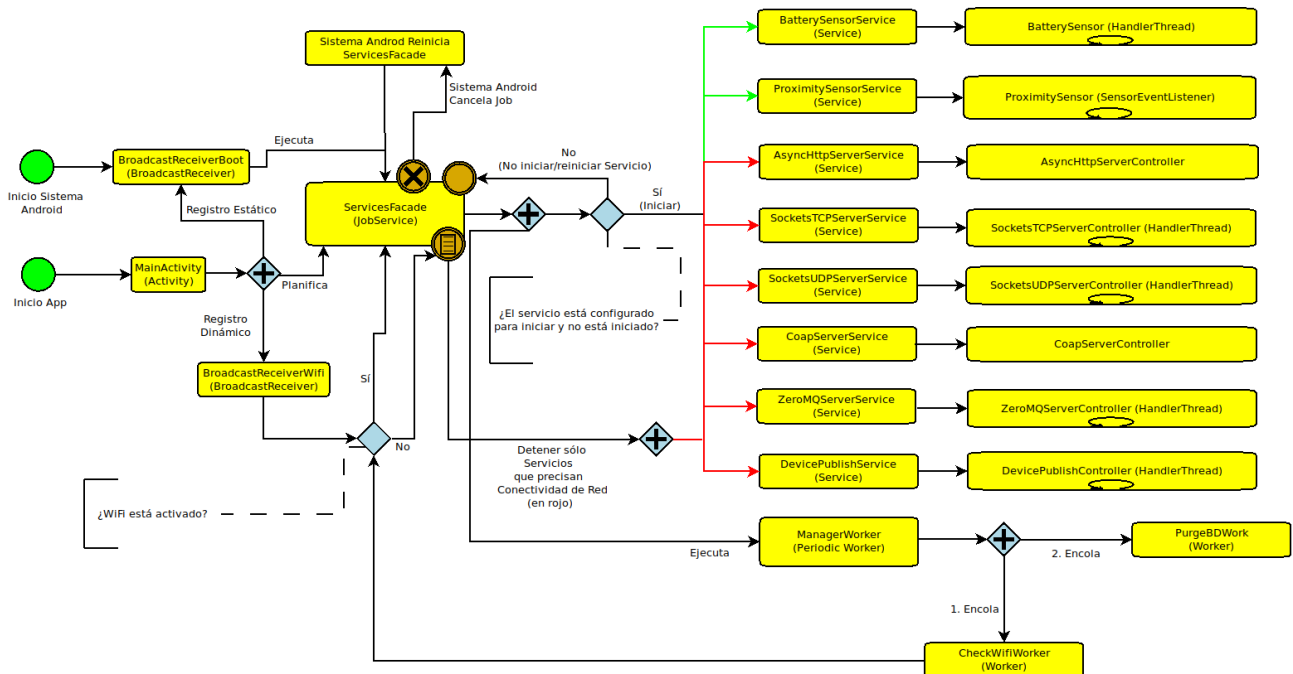 Sistema Androd Reinicia
ServicesFacade
Sistema Android
Cancela Job
Ejecuta
BroadcastReceiverBoot
(BroadcastReceiver)
Inicio Sistema
Android
Registro Estático
ServicesFacade
(JobService)
No
(No iniciar/reiniciar Servicio)
Sí
(Iniciar)
MainActivity
(Activity)
Inicio App
Planifica
Registro
Dinámico
¿El servicio está configurado
para iniciar y no está iniciado?
BroadcastReceiverWifi
(BroadcastReceiver)
Sí
No
¿WiFi está activado?
Detener sólo
Servicios
que precisan
Conectividad de Red
(en rojo)
BatterySensorService
(Service)
BatterySensor (HandlerThread)
ProximitySensorService
(Service)
ProximitySensor (SensorEventListener)
AsyncHttpServerService
(Service)
AsyncHttpServerController
SocketsTCPServerService
(Service)
SocketsTCPServerController (HandlerThread)
SocketsUDPServerService
(Service)
SocketsUDPServerController (HandlerThread)
CoapServerService
(Service)
CoapServerController
ZeroMQServerService
(Service)
ZeroMQServerController (HandlerThread)
DevicePublishService
(Service)
DevicePublishController (HandlerThread)
Ejecuta
ManagerWorker
(Periodic Worker)
2. Encola
PurgeBDWork
(Worker)
1. Encola
CheckWifiWorker
(Worker)